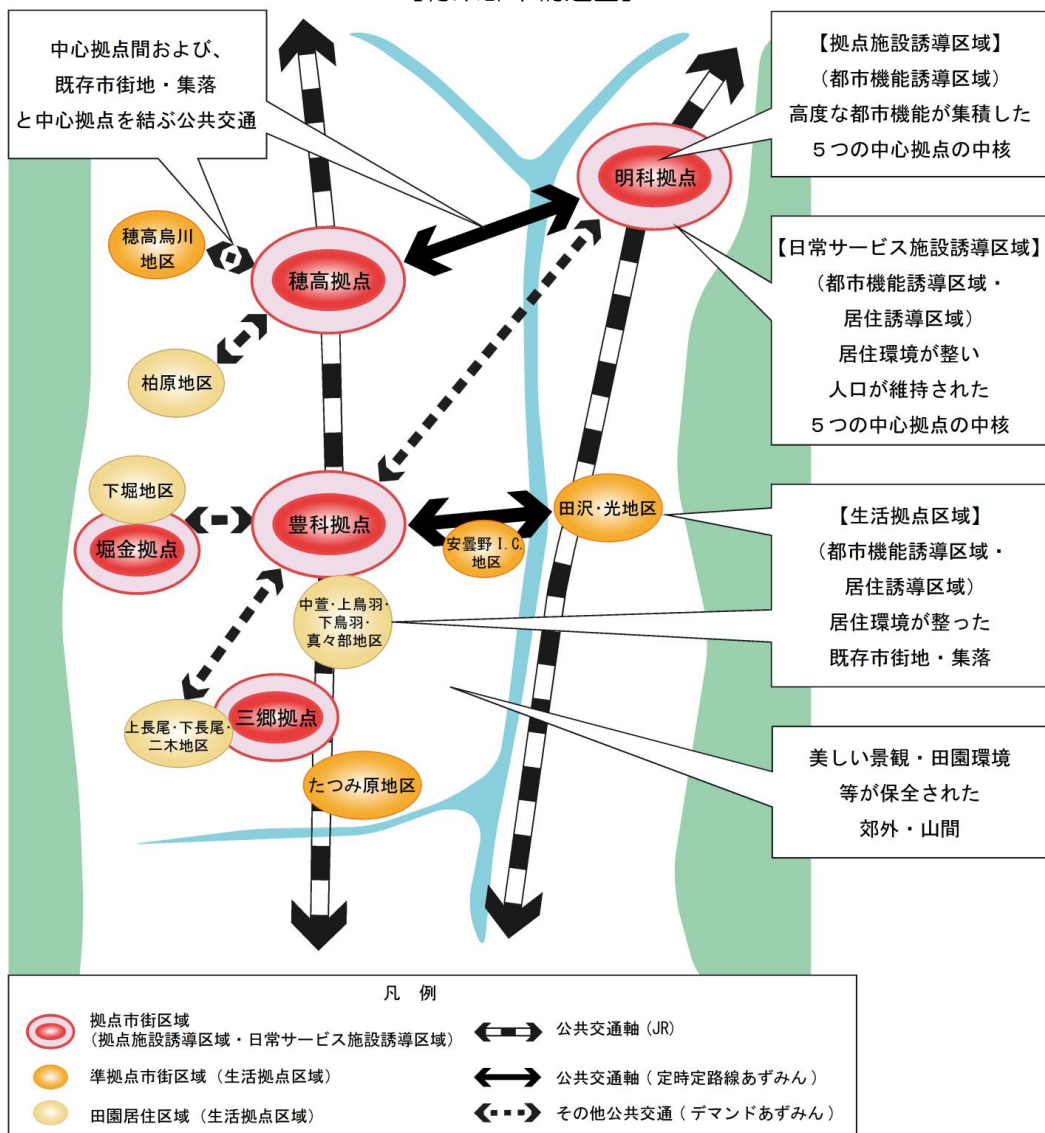 中心拠点間および、
既存市街地・集落
と中心拠点を結ぶ公共交通
【拠点施設誘導区域】
（都市機能誘導区域）
高度な都市機能が集積した
５つの中心拠点の中核
明科拠点
穂高烏川
地区
穂高拠点
【日常サービス施設誘導区域】
（都市機能誘導区域・
居住誘導区域）
居住環境が整い
人口が維持された
５つの中心拠点の中核
柏原地区
下堀地区
堀金拠点
豊科拠点
安曇野 I.C.
地区
田沢・光地区
【生活拠点区域】
（都市機能誘導区域・
居住誘導区域）
居住環境が整った
既存市街地・集落
中萱・上鳥羽・
下鳥羽・
真々部地区
上長尾・下長尾・
二木地区
三郷拠点
たつみ原地区
美しい景観・田園環境
等が保全された
郊外・山間
凡 例
拠点市街区域
（拠点施設誘導区域・日常サービス施設誘導区域）
準拠点市街区域（生活拠点区域）
田園居住区域（生活拠点区域）
公共交通軸（JR）
公共交通軸（定時定路線あずみん）
その他公共交通（デマンドあずみん）